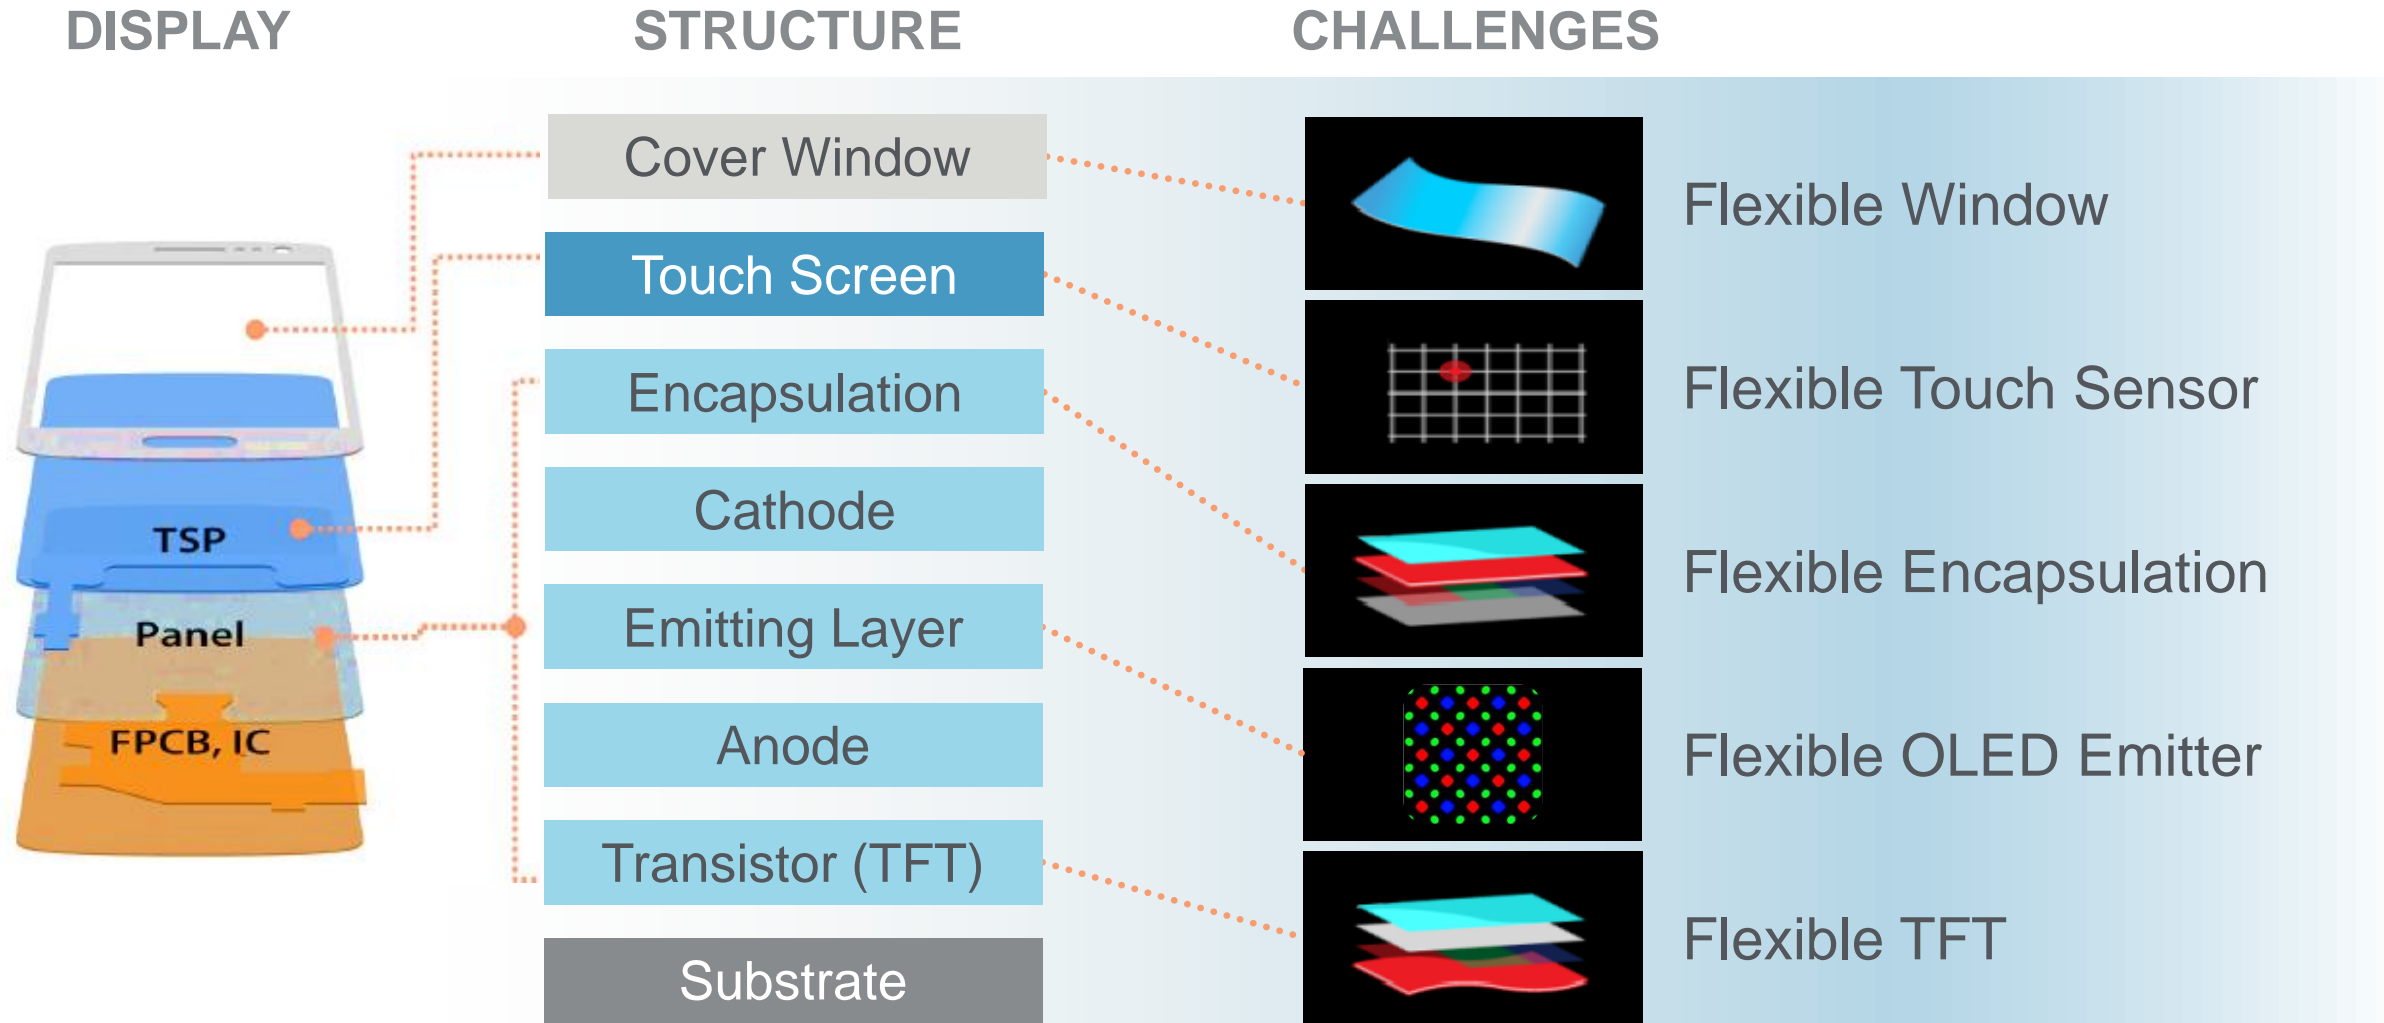 DISPLAY
STRUCTURE
CHALLENGES
TSP
Panel
FPCB, IC
Cover Window
Touch Screen
Encapsulation
Cathode
Emitting Layer
Anode
Transistor (TFT)
Substrate
Flexible Window
Flexible Touch Sensor
Flexible Encapsulation
Flexible OLED Emitter
Flexible TFT